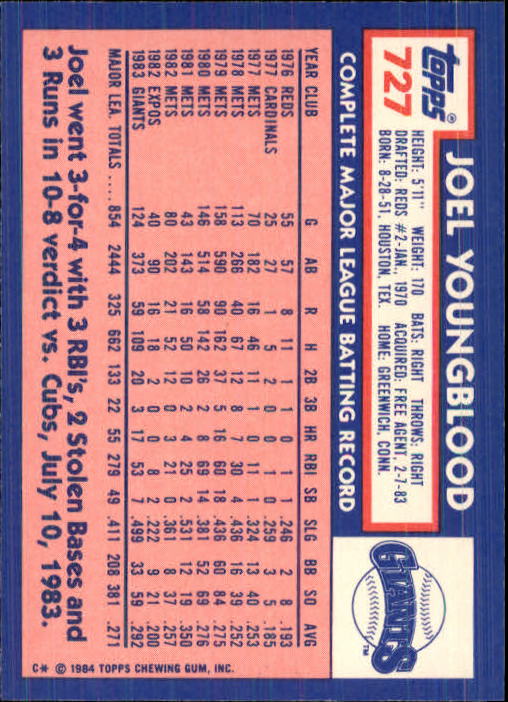 topps®
727
JOEL YOUNGBLOOD
HEIGHT: 5'11" WEIGHT: 170 BATS: RIGHT THROWS: RIGHT
DRAFTED: REDS #2-JAN., 1970 ACQUIRED: FREE AGENT, 2-7-83
BORN: 8-28-51, HOUSTON, TEX. HOME: GREENWICH, CONN.
GIANTS™
COMPLETE MAJOR LEAGUE BATTING RECORD
YEAR CLUB G AB R H 2B 3B HR RBI SB SLG BB SO AVG
1976 REDS 55 57 8 11 1 1 0 1 1 .246 2 8 .193
1977 CARDINALS 25 27 1 5 2 0 0 1 0 .259 3 5 .185
1977 METS 70 182 16 46 11 1 0 11 1 .324 13 40 .253
1978 METS 113 266 40 67 12 8 7 30 4 .436 16 39 .252
1979 METS 158 590 90 162 37 5 16 60 18 .436 60 84 .275
1980 METS 146 514 58 142 26 2 8 69 14 .381 52 69 .276
1981 METS 43 143 16 50 10 2 4 25 2 .531 12 19 .350
1982 METS 80 202 21 52 12 0 3 21 0 .361 8 37 .257
1982 EXPOS 40 90 16 18 2 0 0 8 2 .222 9 21 .200
1983 GIANTS 124 373 59 109 20 3 17 53 7 .499 33 59 .292
MAJOR LEA. TOTALS .... 854 2444 325 662 133 22 55 279 49 .411 208 381 .271
Joel went 3-for-4 with 3 RBI's, 2 Stolen Bases and
3 Runs in 10-8 verdict vs. Cubs, July 10, 1983.
C* © 1984 TOPPS CHEWING GUM, INC.